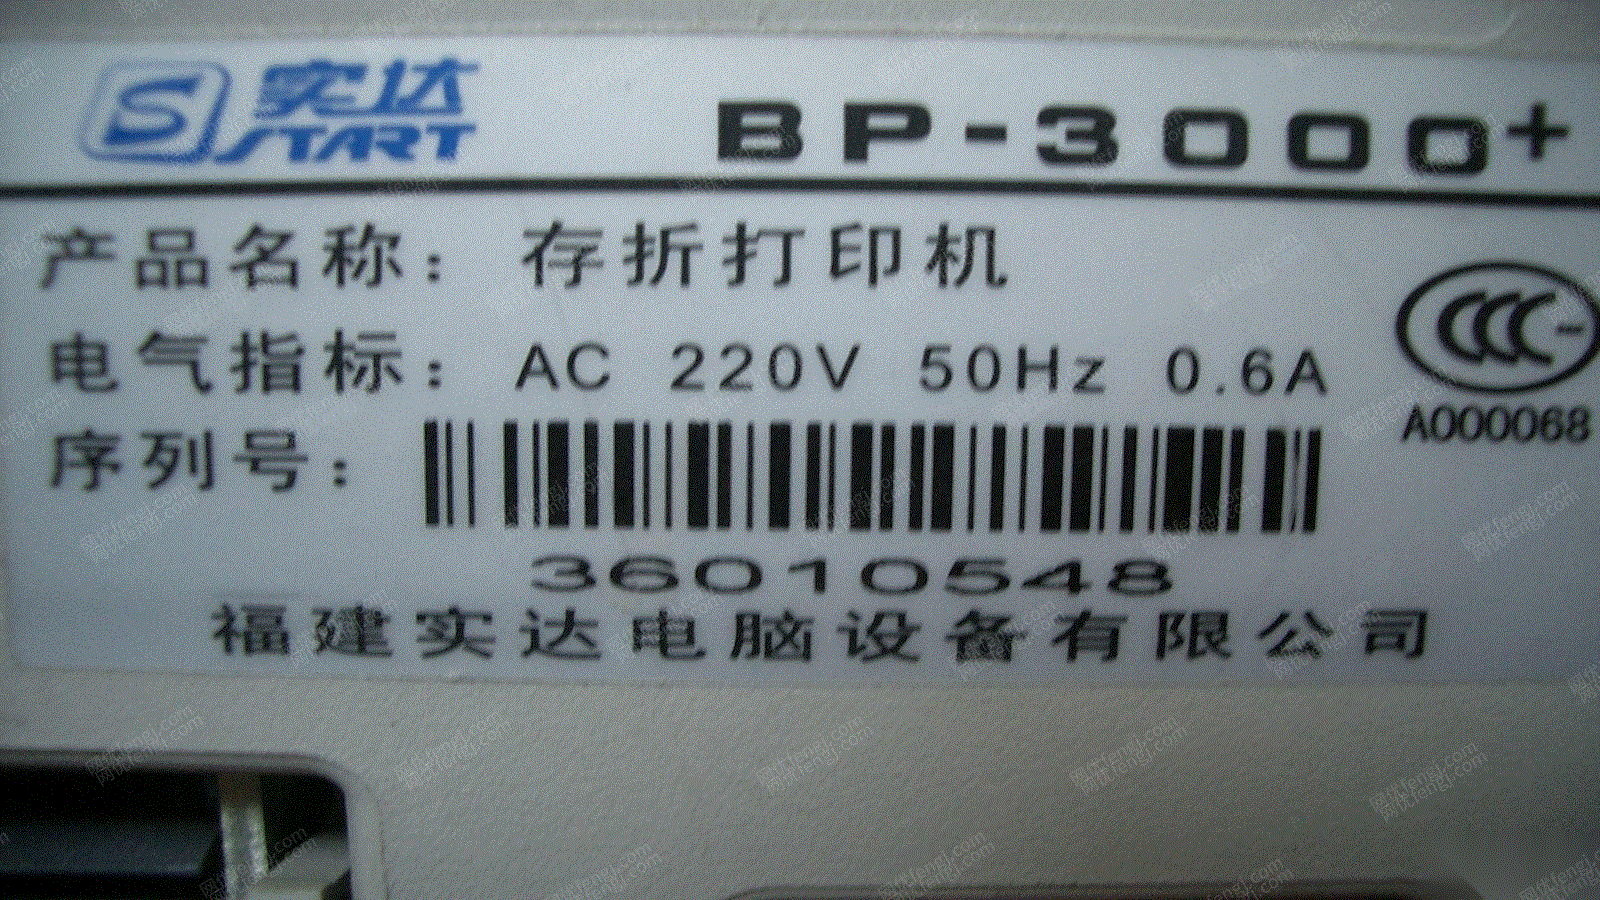 实达
START
BP-3000+
产品名称：存折打印机
电气指标：AC 220V 50Hz 0.6A
CCC
A000068
序列号：
36010548
福建实达电脑设备有限公司